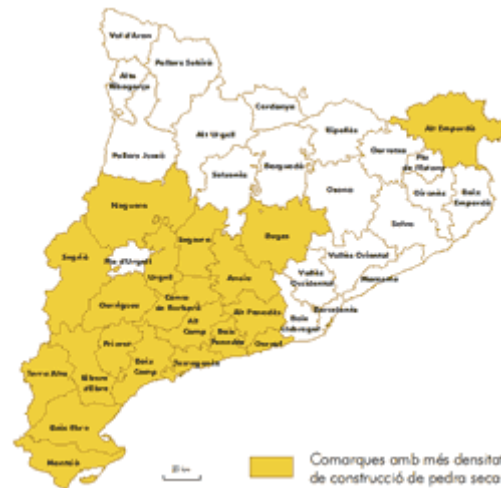 Val d'Aran
Pallars Sobirà
Alta
Ribagorça
Cerdanya
Alt Urgell
Ripollès
Alt Empordà
Garrotxa
Pla
de l'Estany
Pallars Jussà
Berguedà
Solsonès
Gironès
Baix
Empordà
Osona
Noguera
Selva
Bages
Segarra
Vallès Oriental
Segrià
Pla d'Urgell
Vallès
Occidental
Maresme
Urgell
Anoia
Conca
de Barberà
Barcelonès
Garrigues
Alt
Camp
Alt Penedès
Baix
Llobregat
Baix
Penedès
Priorat
Garraf
Baix
Camp
Tarragonès
Terra Alta
Ribera
d'Ebre
Baix Ebre
Montsià
20 km
Comarques amb més densitat
de construcció de pedra seca